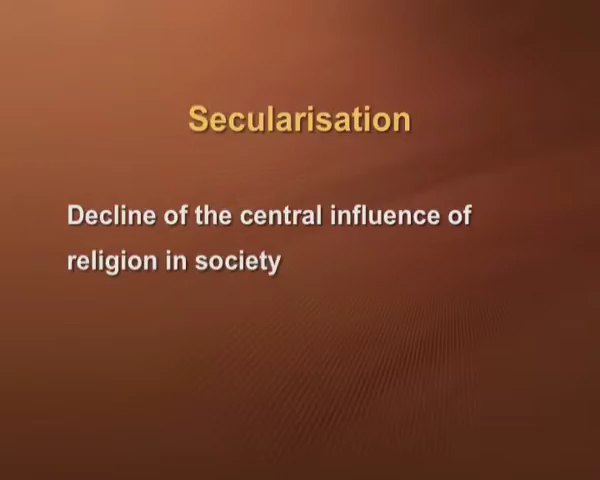 Secularisation
Decline of the central influence of
religion in society